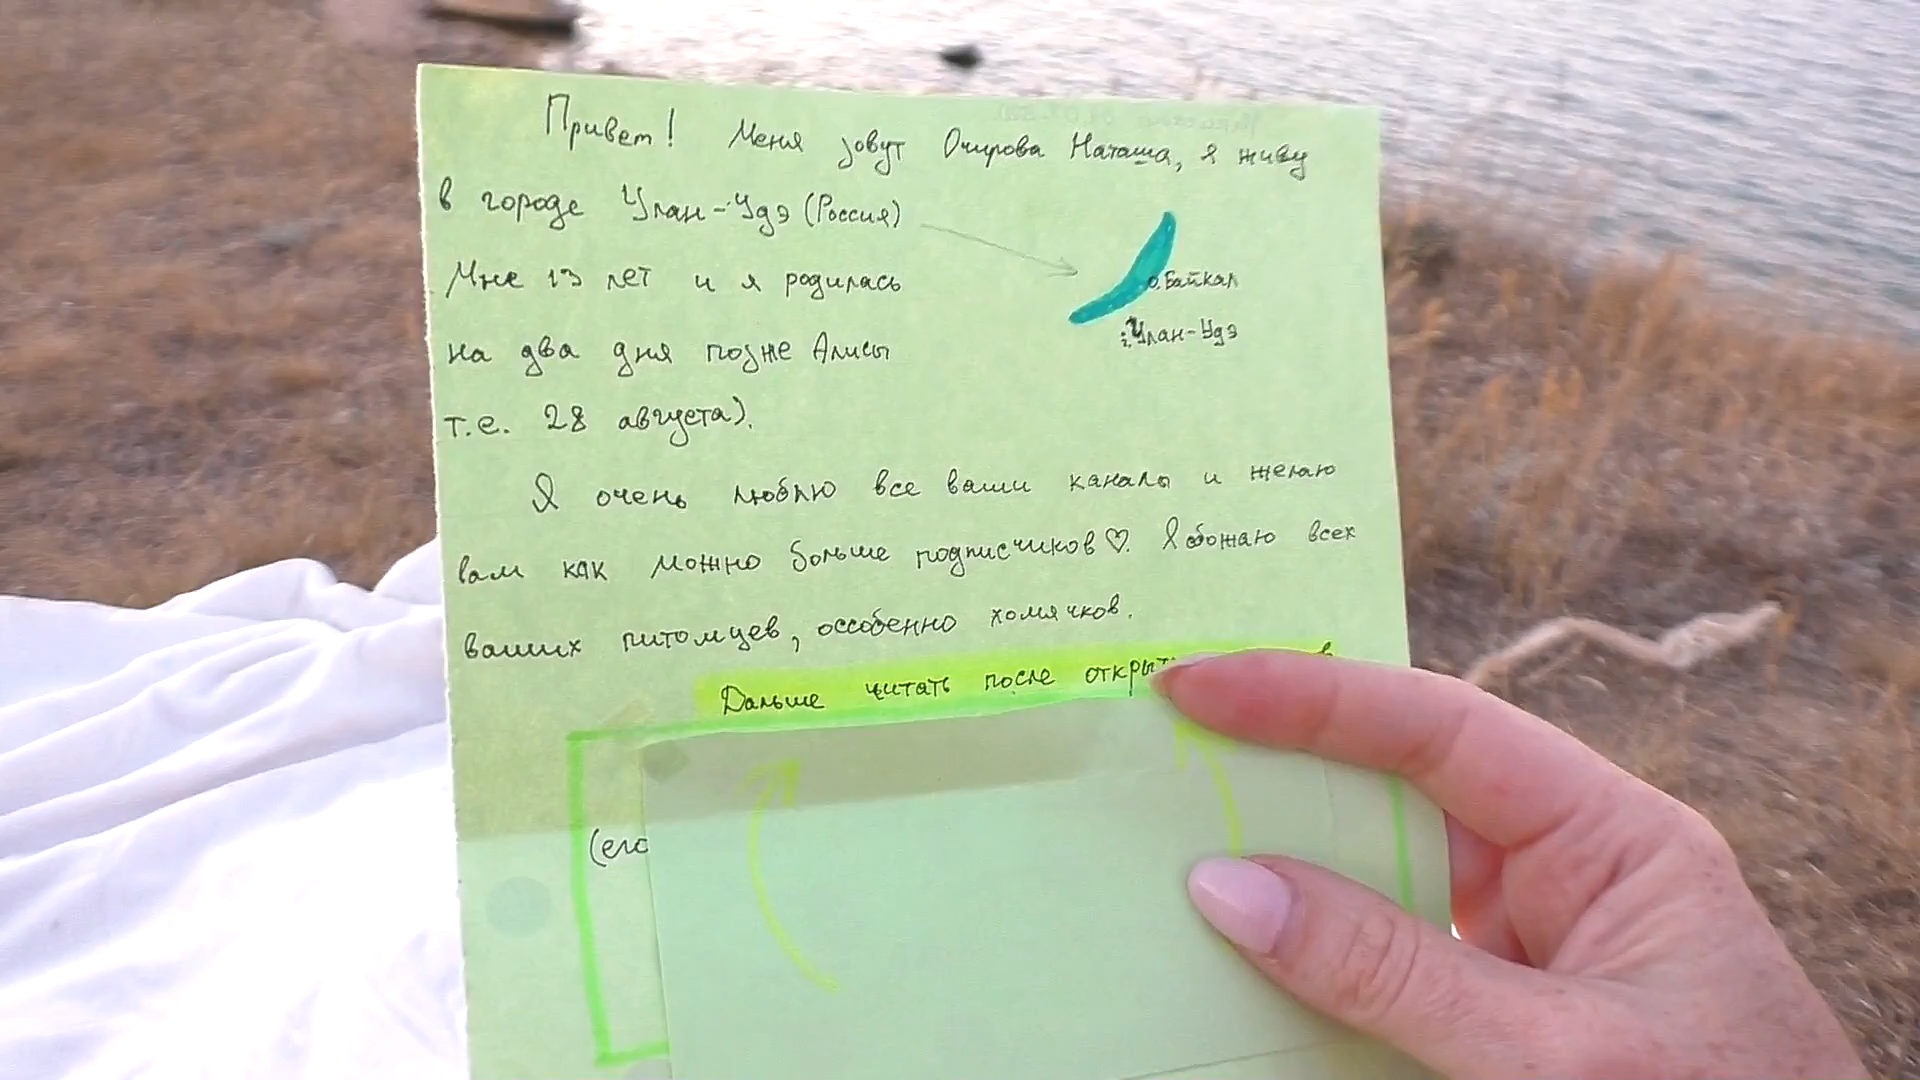 Привет! Меня зовут Очирова Наташа, я живу
в городе Улан-Удэ (Россия)
о. Байкал
Улан-Удэ
Мне 13 лет и я родилась
на два дня позже Алисы
т.е. 28 августа).
Я очень люблю все ваши каналы и желаю
вам как можно больше подписчиков♡. Я обожаю всех
ваших питомцев, оссобенно хомячков.
Дальше читать после
(его